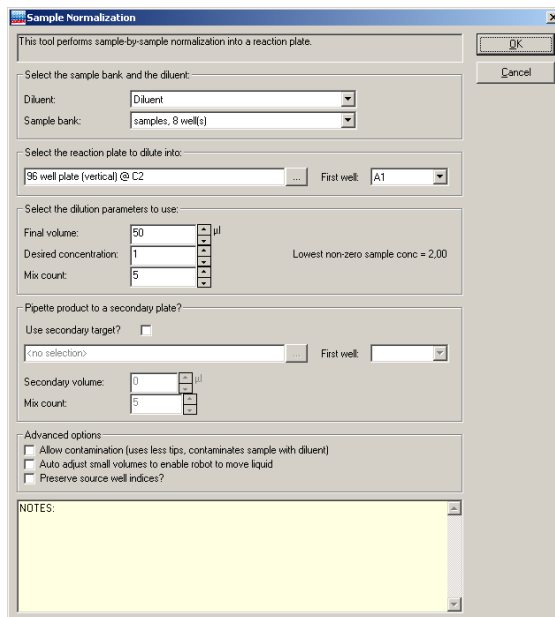 Sample Normalization
This tool performs sample-by-sample normalization into a reaction plate.
OK
Cancel
Select the sample bank and the diluent:
Diluent: Diluent
Sample bank: samples, 8 well(s)
Select the reaction plate to dilute into:
96 well plate (vertical) @ C2 ... First well: A1
Select the dilution parameters to use:
Final volume: 50 µl
Desired concentration: 1 Lowest non-zero sample conc = 2,00
Mix count: 5
Pipette product to a secondary plate?
Use secondary target?
<no selection> ... First well:
Secondary volume: 0 µl
Mix count: 5
Advanced options
Allow contamination (uses less tips, contaminates sample with diluent)
Auto adjust small volumes to enable robot to move liquid
Preserve source well indices?
NOTES: